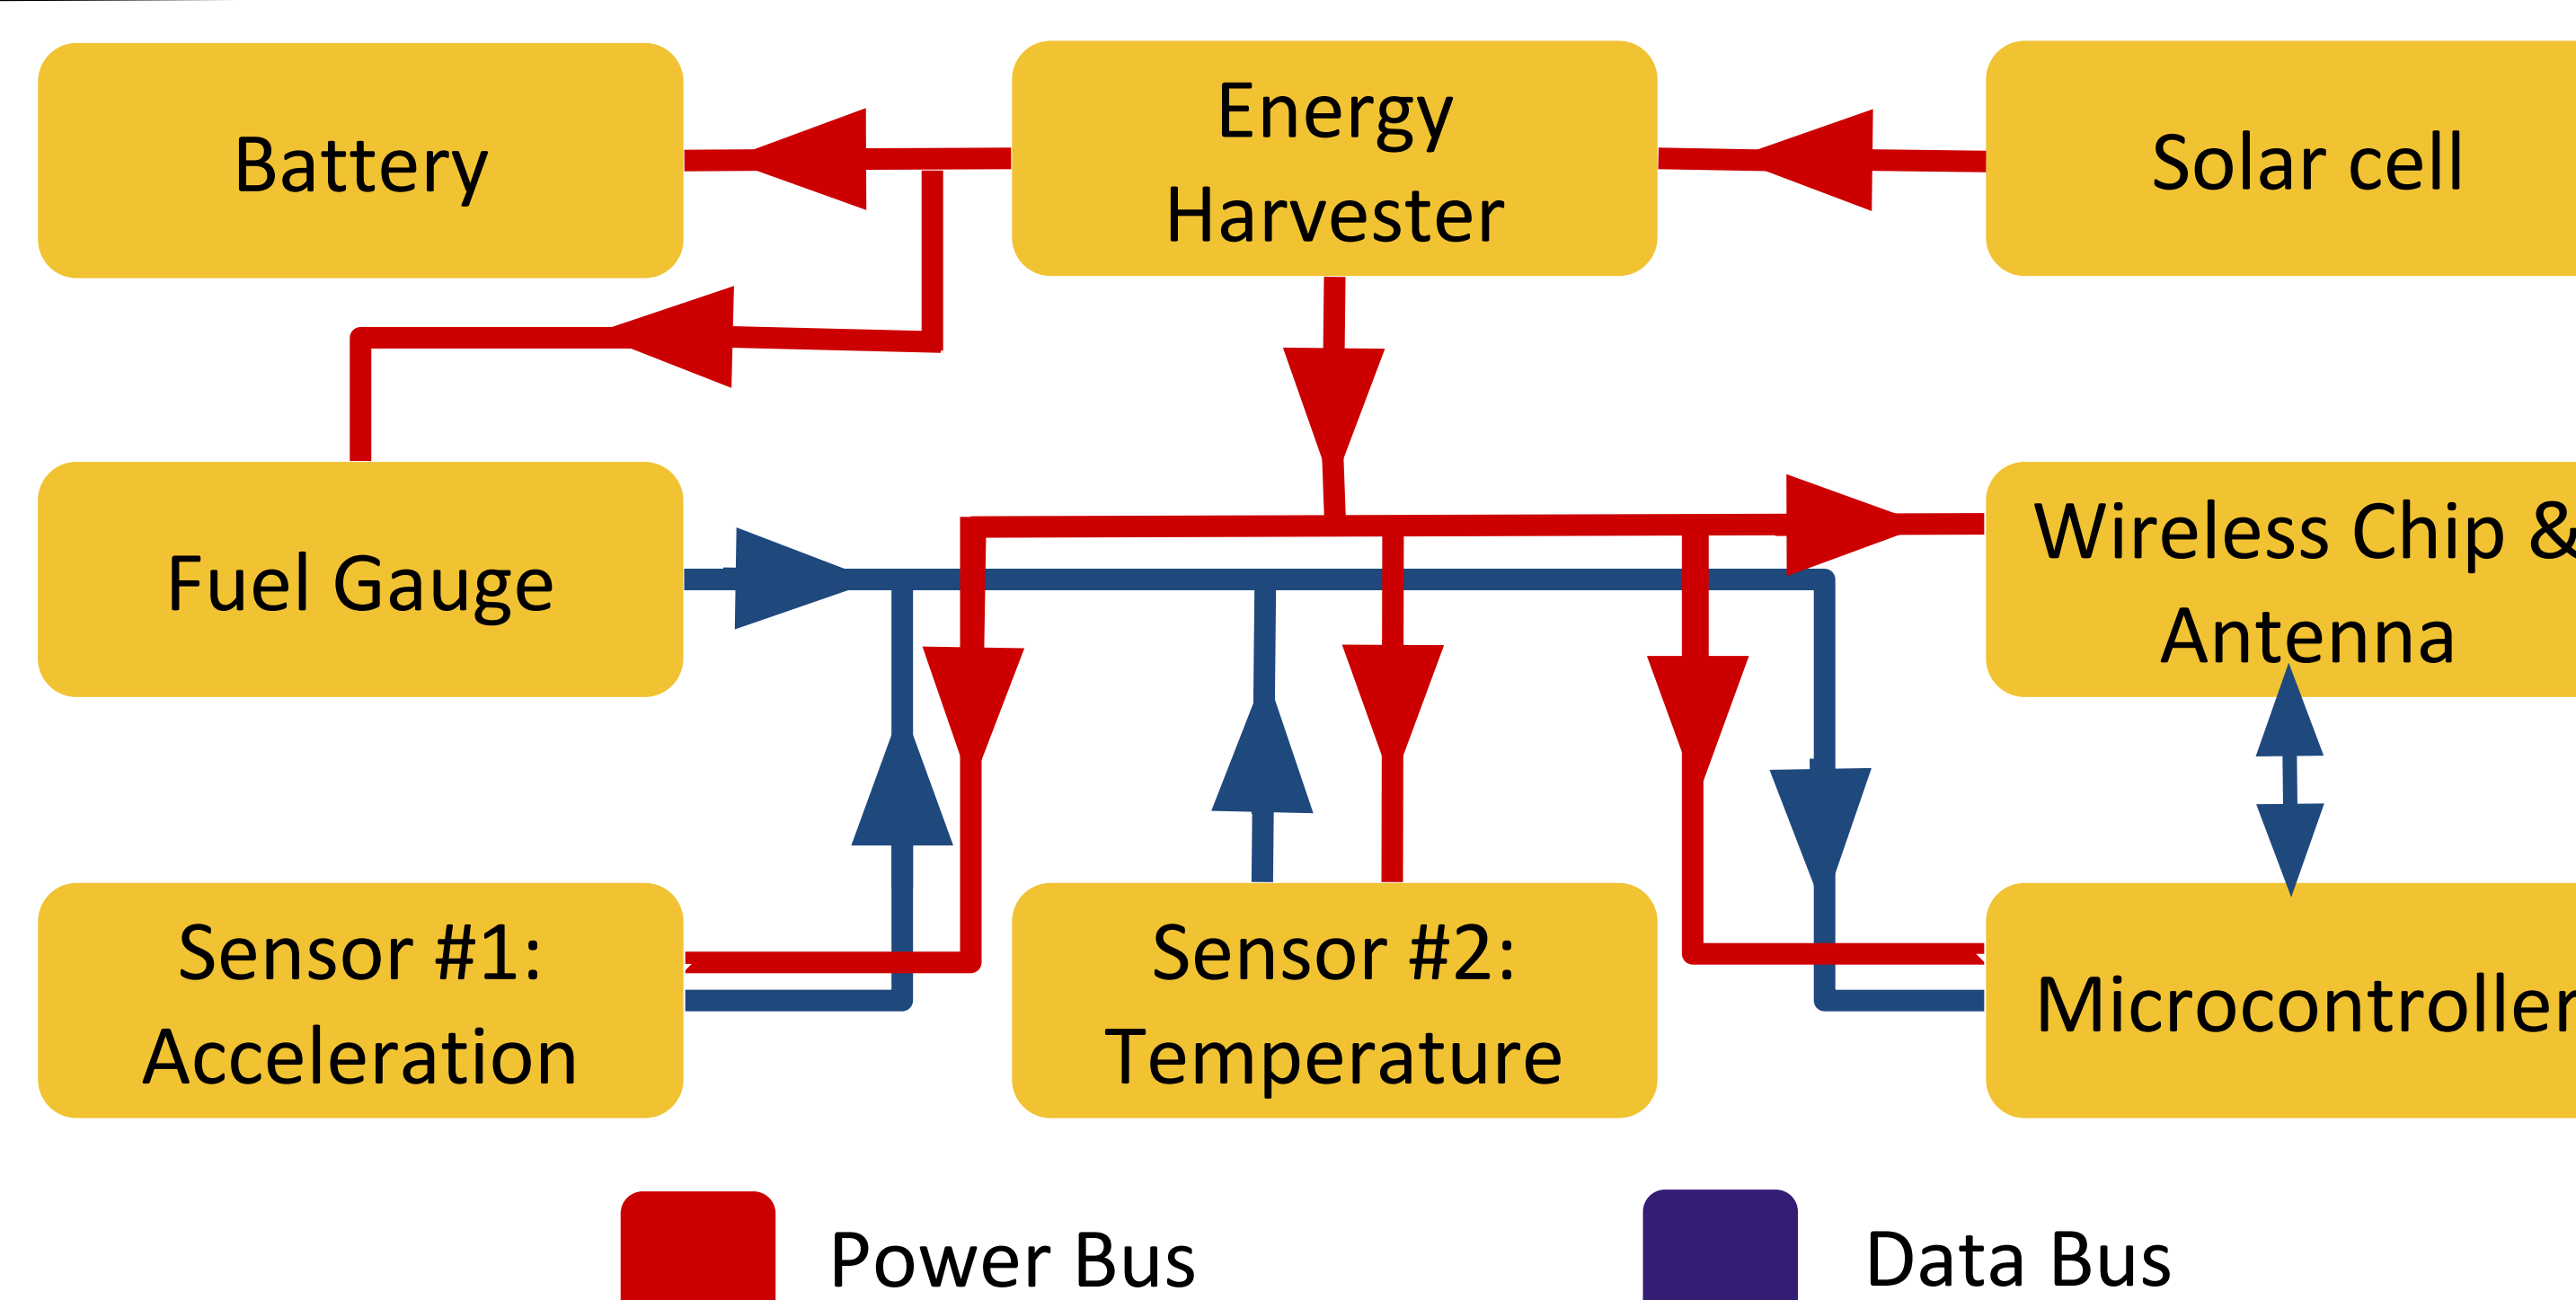 Battery
Energy
Harvester
Solar cell
Fuel Gauge
Wireless Chip &
Antenna
Sensor #1:
Acceleration
Sensor #2:
Temperature
Microcontroller
Power Bus
Data Bus